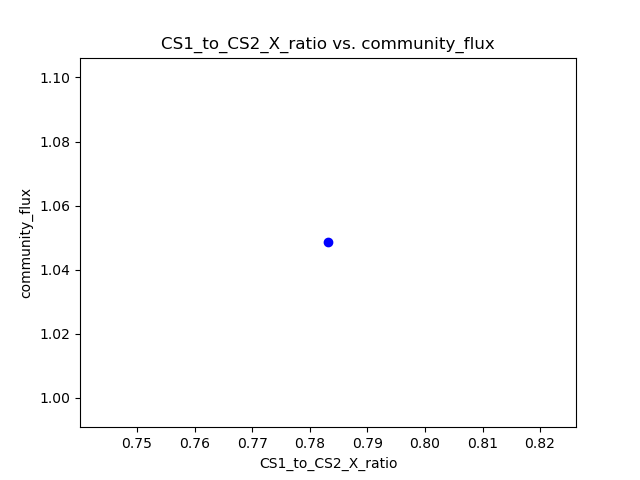 CS1_to_CS2_X_ratio vs. community_flux
1.10
1.08
1.06
1.04
1.02
1.00
community_flux
0.75 0.76 0.77 0.78 0.79 0.80 0.81 0.82
CS1_to_CS2_X_ratio